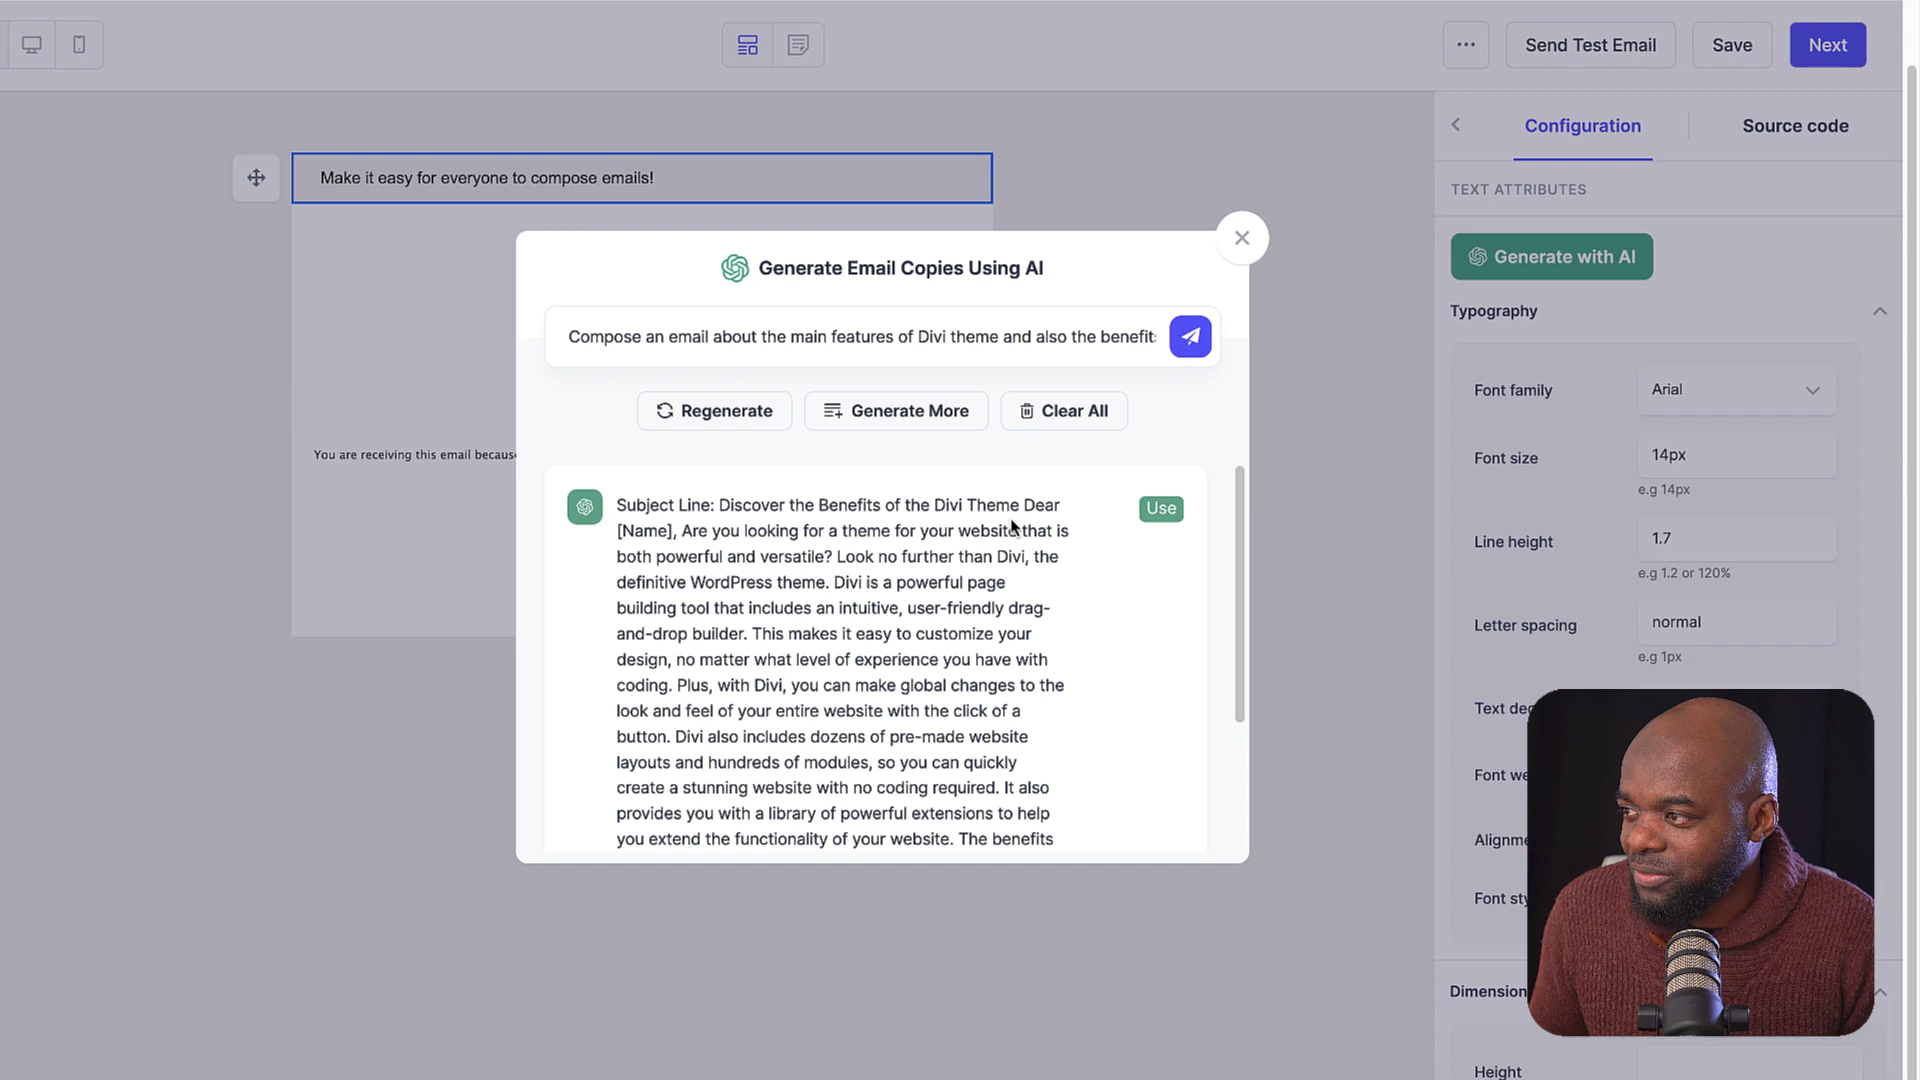 Send Test Email
Save
Next
Configuration
Source code
Make it easy for everyone to compose emails!
TEXT ATTRIBUTES
Generate Email Copies Using AI
Generate with AI
Typography
Compose an email about the main features of Divi theme and also the benefit
Font family
Arial
Regenerate
Generate More
Clear All
You are receiving this email
Font size
14px
e.g 14px
Subject Line: Discover the Benefits of the Divi Theme Dear
[Name], Are you looking for a theme for your website that is
both powerful and versatile? Look no further than Divi, the
definitive WordPress theme. Divi is a powerful page
building tool that includes an intuitive, user-friendly drag-
and-drop builder. This makes it easy to customize your
design, no matter what level of experience you have with
coding. Plus, with Divi, you can make global changes to the
look and feel of your entire website with the click of a
button. Divi also includes dozens of pre-made website
layouts and hundreds of modules, so you can quickly
create a stunning website with no coding required. It also
provides you with a library of powerful extensions to help
you extend the functionality of your website. The benefits
Use
Line height
1.7
e.g 1.2 or 120%
Letter spacing
normal
e.g 1px
Text
Font
Font
Dimension
Height